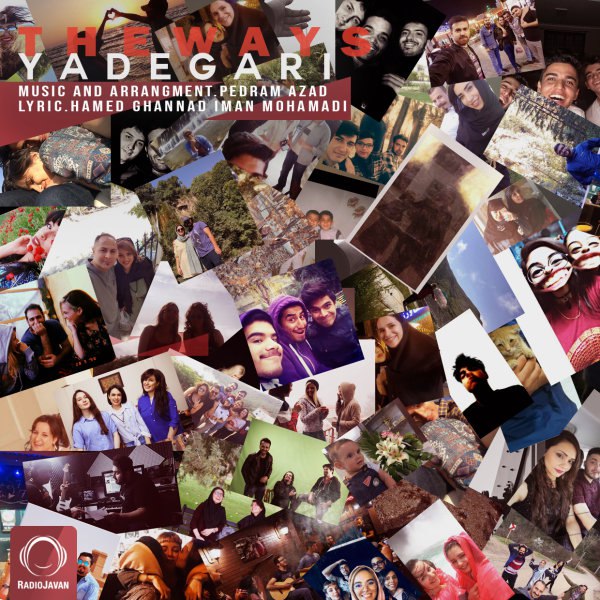 THEWAYS
YADEGARI
MUSIC AND ARRANGMENT.PEDRAM AZAD
LYRIC.HAMED GHANNAD IMAN MOHAMADI
RADIOJAVAN